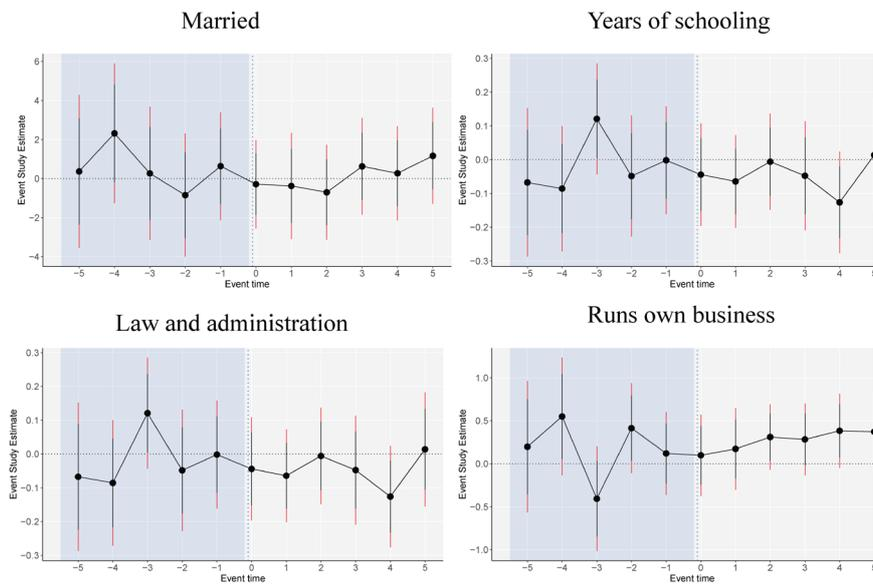 Married
Years of schooling
6
4
2
0
−2
−4
Event Study Estimate
−5 −4 −3 −2 −1 0 1 2 3 4 5
Event time
0.3
0.2
0.1
0.0
−0.1
−0.2
−0.3
Event Study Estimate
−5 −4 −3 −2 −1 0 1 2 3 4 5
Event time
Law and administration
Runs own business
0.3
0.2
0.1
0.0
−0.1
−0.2
−0.3
Event Study Estimate
−5 −4 −3 −2 −1 0 1 2 3 4 5
Event time
1.0
0.5
0.0
−0.5
−1.0
Event Study Estimate
−5 −4 −3 −2 −1 0 1 2 3 4 5
Event time